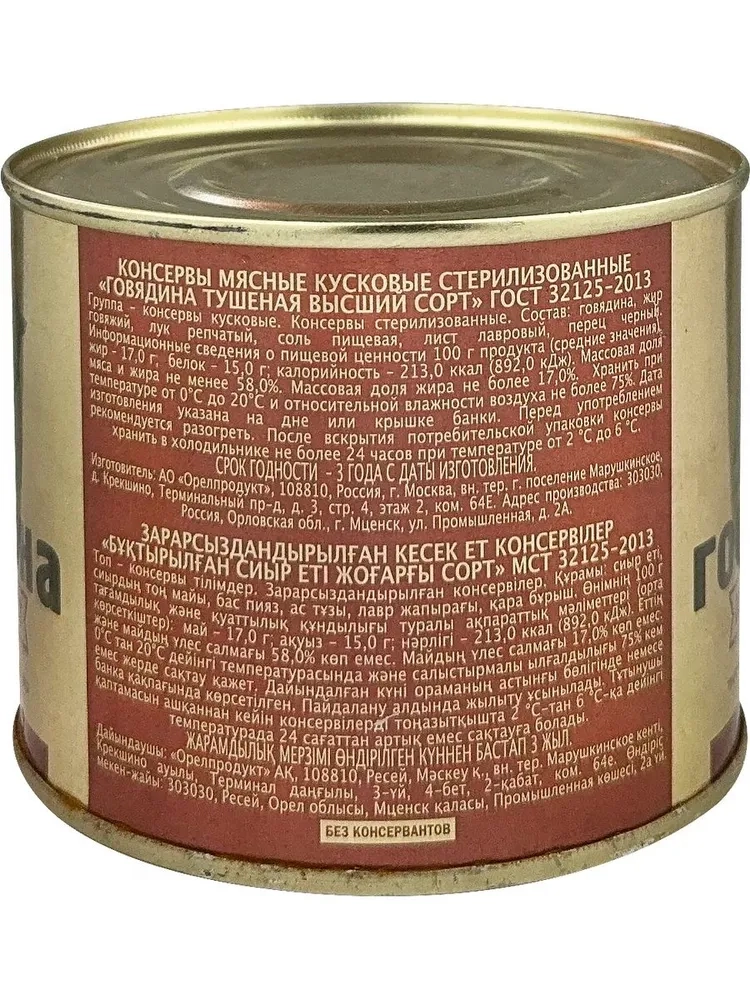 КОНСЕРВЫ МЯСНЫЕ КУСКОВЫЕ СТЕРИЛИЗОВАННЫЕ
«ГОВЯДИНА ТУШЕНАЯ ВЫСШИЙ СОРТ» ГОСТ 32125-2013
Группа - консервы кусковые. Консервы стерилизованные. Состав: говядина, жир
говяжий, лук репчатый, соль пищевая, лист лавровый, перец черный.
Информационные сведения о пищевой ценности 100 г продукта (средние значения):
жир - 17,0 г, белок - 15,0 г; калорийность - 213,0 ккал (892,0 кДж). Массовая доля
мяса и жира не менее 58,0%. Массовая доля жира не более 17,0%. Хранить при
температуре от 0°С до 20°С и относительной влажности воздуха не более 75%. Дата
изготовления указана на дне или крышке банки. Перед употреблением
рекомендуется разогреть. После вскрытия потребительской упаковки консервы
хранить в холодильнике не более 24 часов при температуре от 2 °С до 6 °С.
СРОК ГОДНОСТИ - 3 ГОДА С ДАТЫ ИЗГОТОВЛЕНИЯ.
Изготовитель: АО «Орелпродукт», 108810, Россия, г. Москва, вн. тер. г. поселение Марушкинское,
д. Крекшино, Терминальный пр-д, д. 3, стр. 4, этаж 2, ком. 64Е. Адрес производства: 303030,
Россия, Орловская обл., г. Мценск, ул. Промышленная, д. 2А.
ЗАРАРСЫЗДАНДЫРЫЛҒАН КЕСЕК ЕТ КОНСЕРВІЛЕР
«БҰҚТЫРЫЛҒАН СИЫР ЕТІ ЖОҒАРҒЫ СОРТ» МСТ 32125-2013
Топ - консервы тілімдер. Зарарсыздандырылған консервілер. Құрамы: сиыр еті,
сиырдың тоң майы, бас пияз, ас тұзы, лавр жапырағы, қара бұрыш. Өнімнің 100 г
тағамдылық және қуаттылық құндылығы туралы ақпараттық мәліметтер (орта
көрсеткіштер): май - 17,0 г; ақуыз - 15,0 г; нәрлігі - 213,0 ккал (892,0 кДж). Еттің
және майдың үлес салмағы 58,0% көп емес. Майдың үлес салмағы 17,0% көп емес.
0°С тан 20°С дейінгі температурасында және салыстырмалы ылғалдылығы 75% кем
емес жерде сақтау қажет. Дайындалған күні ораманың астынғы бөлігінде немесе
банка қақпағында көрсетілген. Пайдалану алдында жылыту ұсынылады. Тұтынушы
қаптамасын ашқаннан кейін консервілерді тоңазытқышта 2 °С-тан 6 °С-қа дейінгі
температурада 24 сағаттан артық емес сақтауға болады.
ЖАРАМДЫЛЫҚ МЕРЗІМІ ӨНДІРІЛГЕН КҮННЕН БАСТАП 3 ЖЫЛ.
Дайындаушы: «Орелпродукт» АҚ, 108810, Ресей, Мәскеу қ., вн. тер. Марушкинское кенті,
Крекшино ауылы, Терминал даңғылы, 3-үй, 4-бет, 2-қабат, ком. 64е. Өндіріс
мекен-жайы: 303030, Ресей, Орел облысы, Мценск қаласы, Промышленная көшесі, 2а үй.
БЕЗ КОНСЕРВАНТОВ